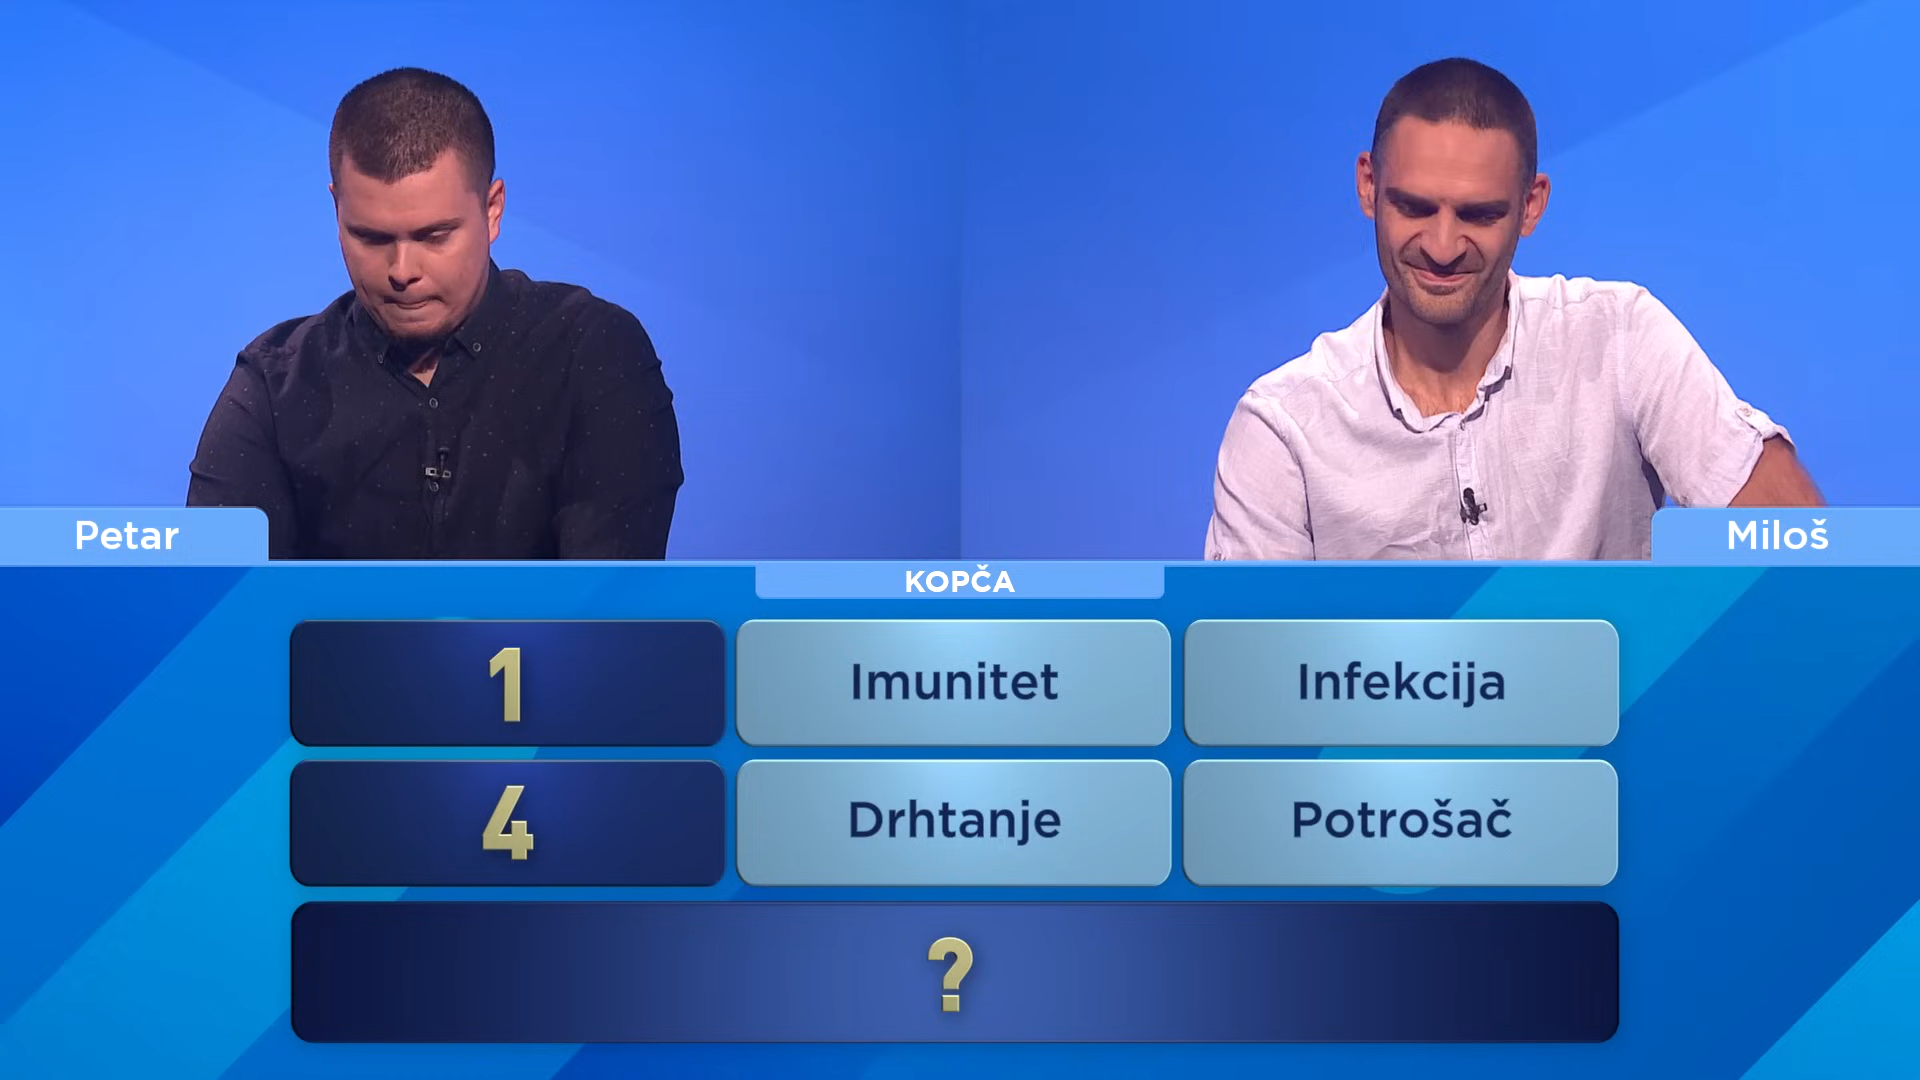 Petar
Miloš
KOPČA
1
Imunitet
Infekcija
4
Drhtanje
Potrošač
?